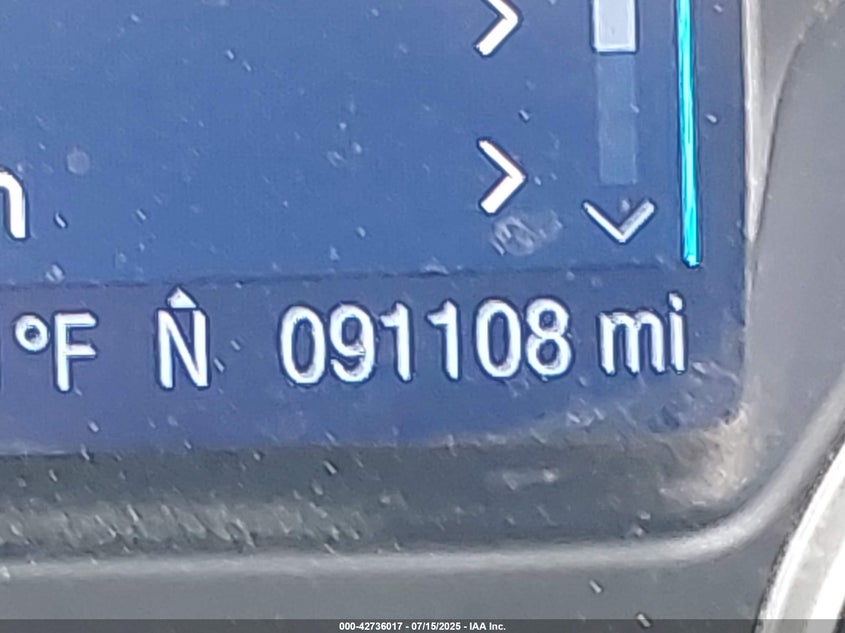 °F N 091108 mi
000-42736017 - 07/15/2025 - IAA Inc.